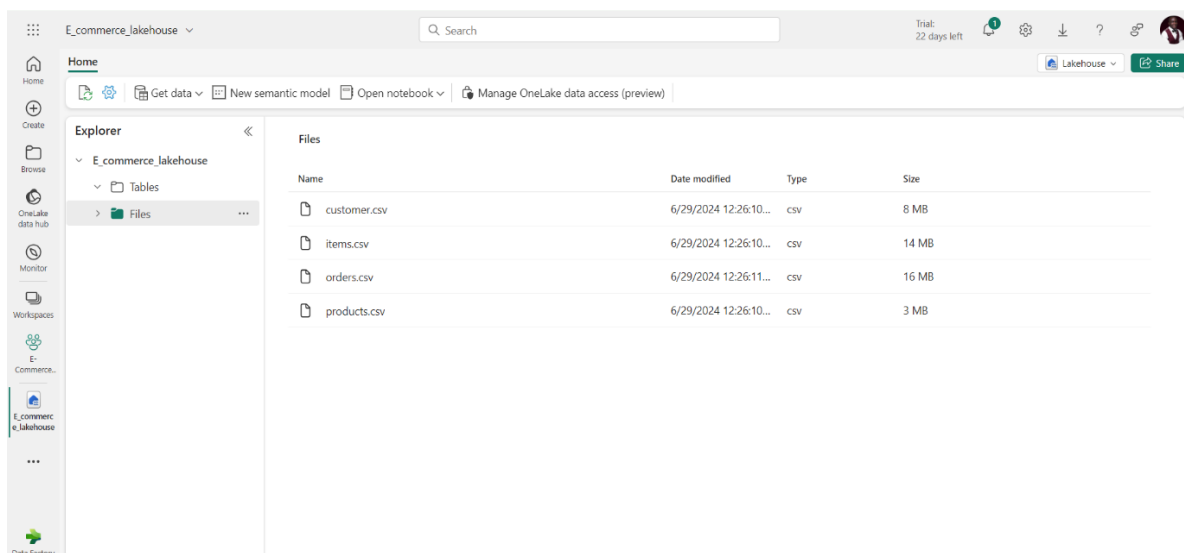 E_commerce_lakehouse
Search
Trial:
22 days left
1
?
Home
Lakehouse
Share
Get data
New semantic model
Open notebook
Manage OneLake data access (preview)
Home
Create
Browse
OneLake
data hub
Monitor
Workspaces
E-
Commerce...
E_commerc
e_lakehouse
...
Data Factory
Explorer
E_commerce_lakehouse
Tables
Files
...
Files
Name Date modified Type Size
customer.csv 6/29/2024 12:26:10... csv 8 MB
items.csv 6/29/2024 12:26:10... csv 14 MB
orders.csv 6/29/2024 12:26:11... csv 16 MB
products.csv 6/29/2024 12:26:10... csv 3 MB